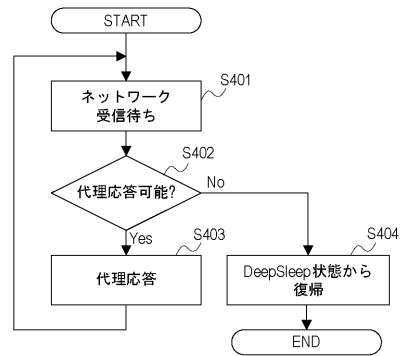 START
S401
ネットワーク
受信待ち
S402
代理応答可能?
No
Yes
S403
S404
代理応答
DeepSleep状態から
復帰
END